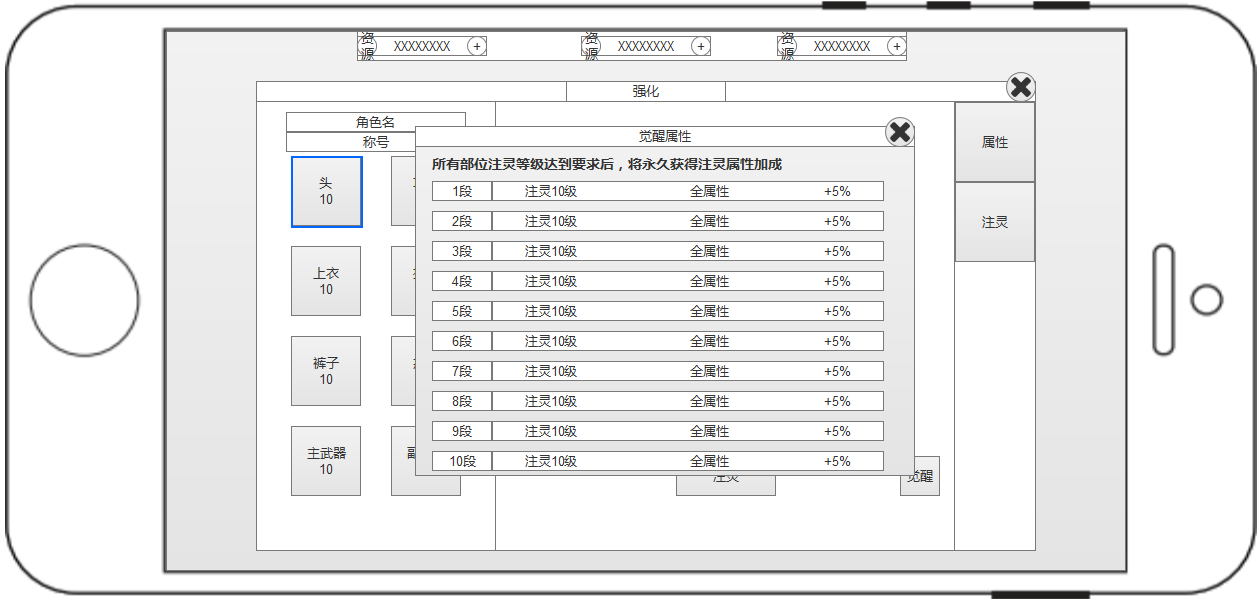 资源 XXXXXXXX + 资源 XXXXXXXX + 资源 XXXXXXXX +
强化
角色名
称号
觉醒属性
所有部位注灵等级达到要求后，将永久获得注灵属性加成
头
10
上衣
10
裤子
10
主武器
10
副
1段 注灵10级 全属性 +5%
2段 注灵10级 全属性 +5%
3段 注灵10级 全属性 +5%
4段 注灵10级 全属性 +5%
5段 注灵10级 全属性 +5%
6段 注灵10级 全属性 +5%
7段 注灵10级 全属性 +5%
8段 注灵10级 全属性 +5%
9段 注灵10级 全属性 +5%
10段 注灵10级 全属性 +5%
注灵
觉醒
属性
注灵